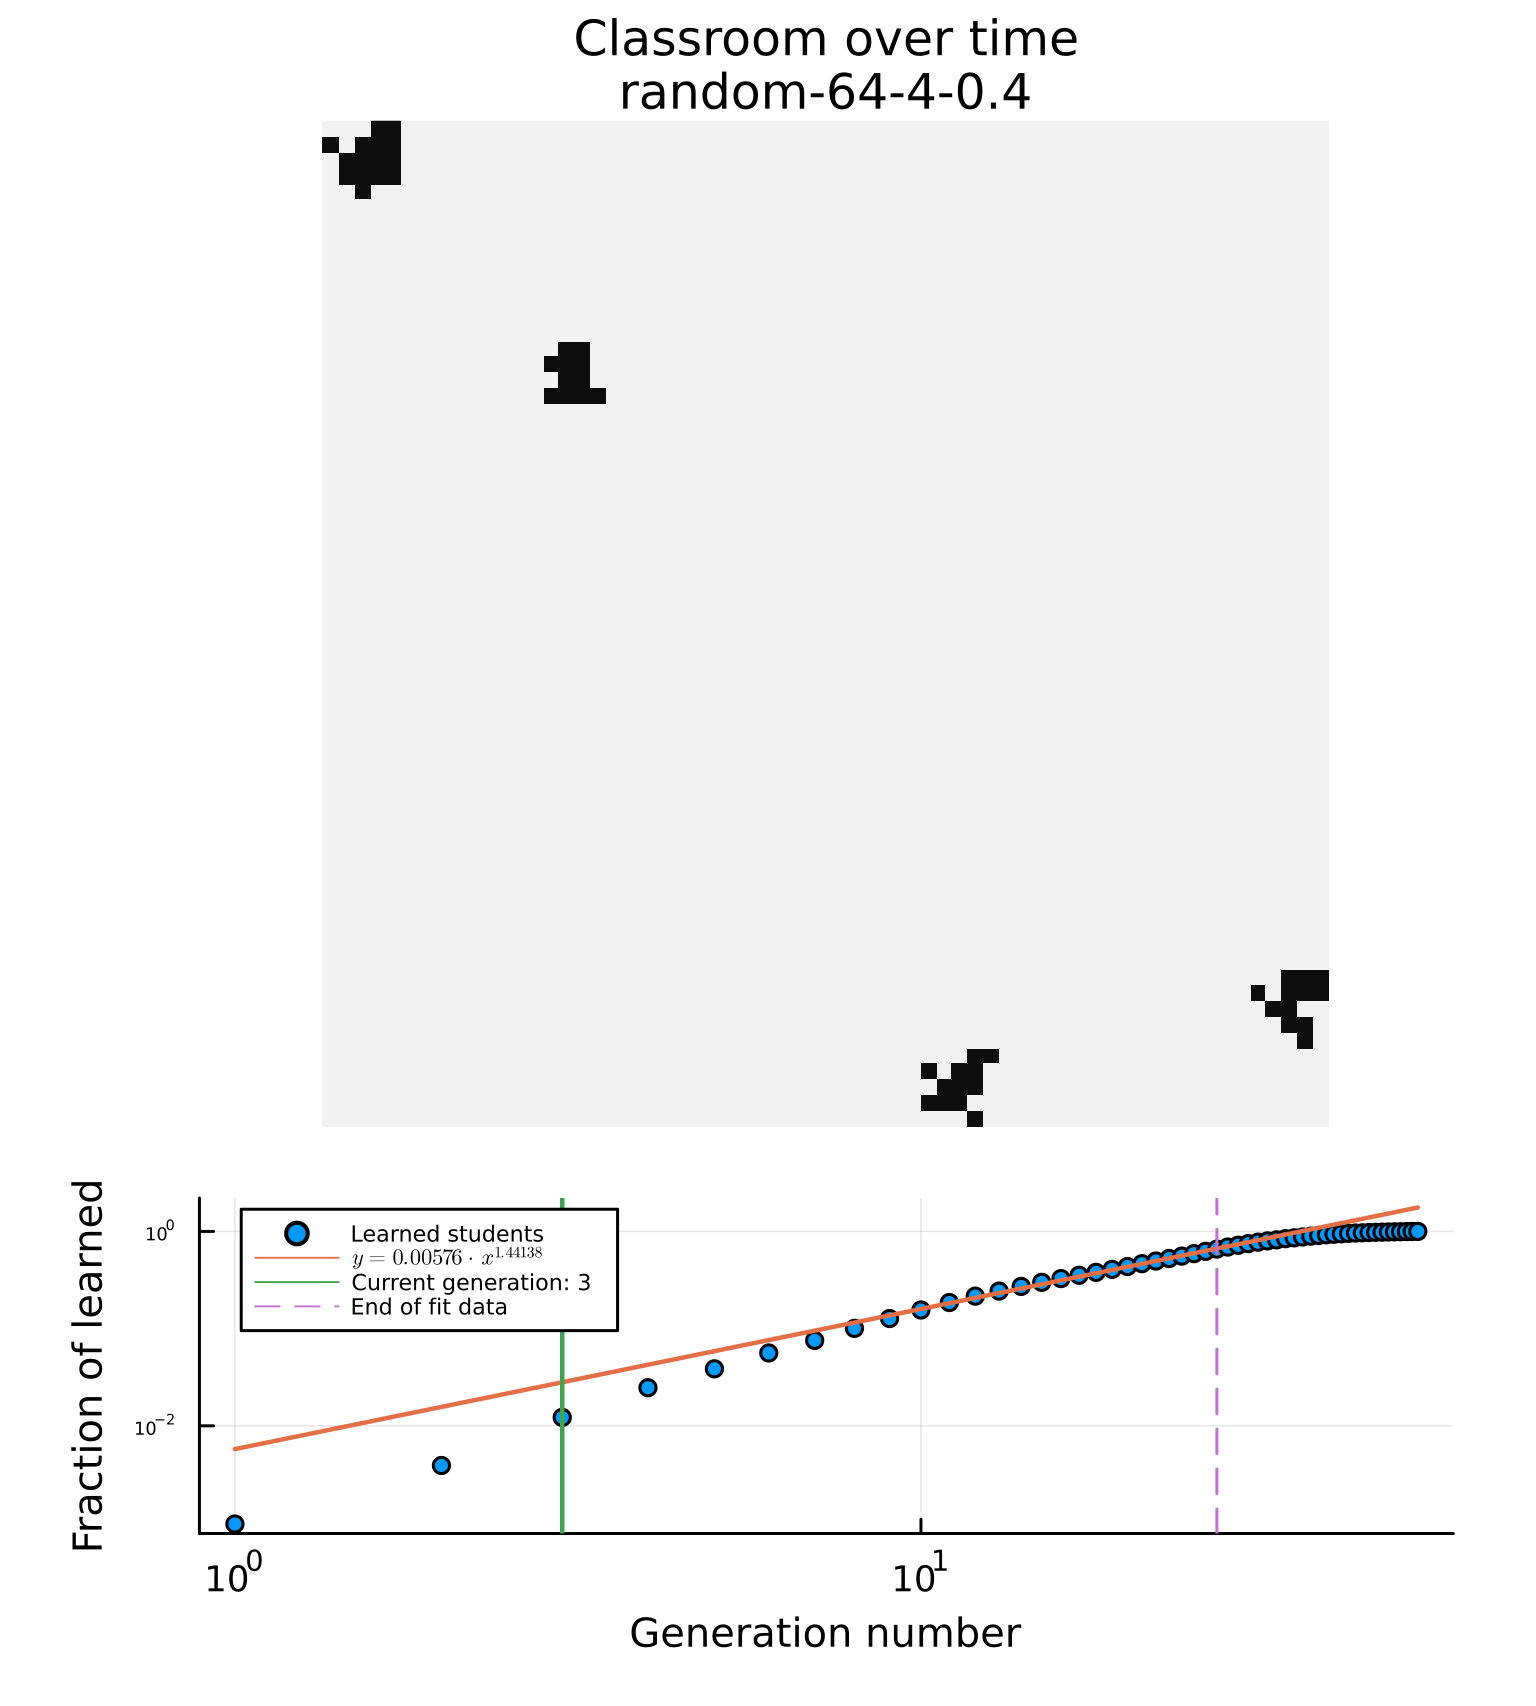 Classroom over time
random-64-4-0.4
Fraction of learned
10^0
10^-2
Learned students
y = 0.00576 · x^1.44138
Current generation: 3
End of fit data
10^0
10^1
Generation number